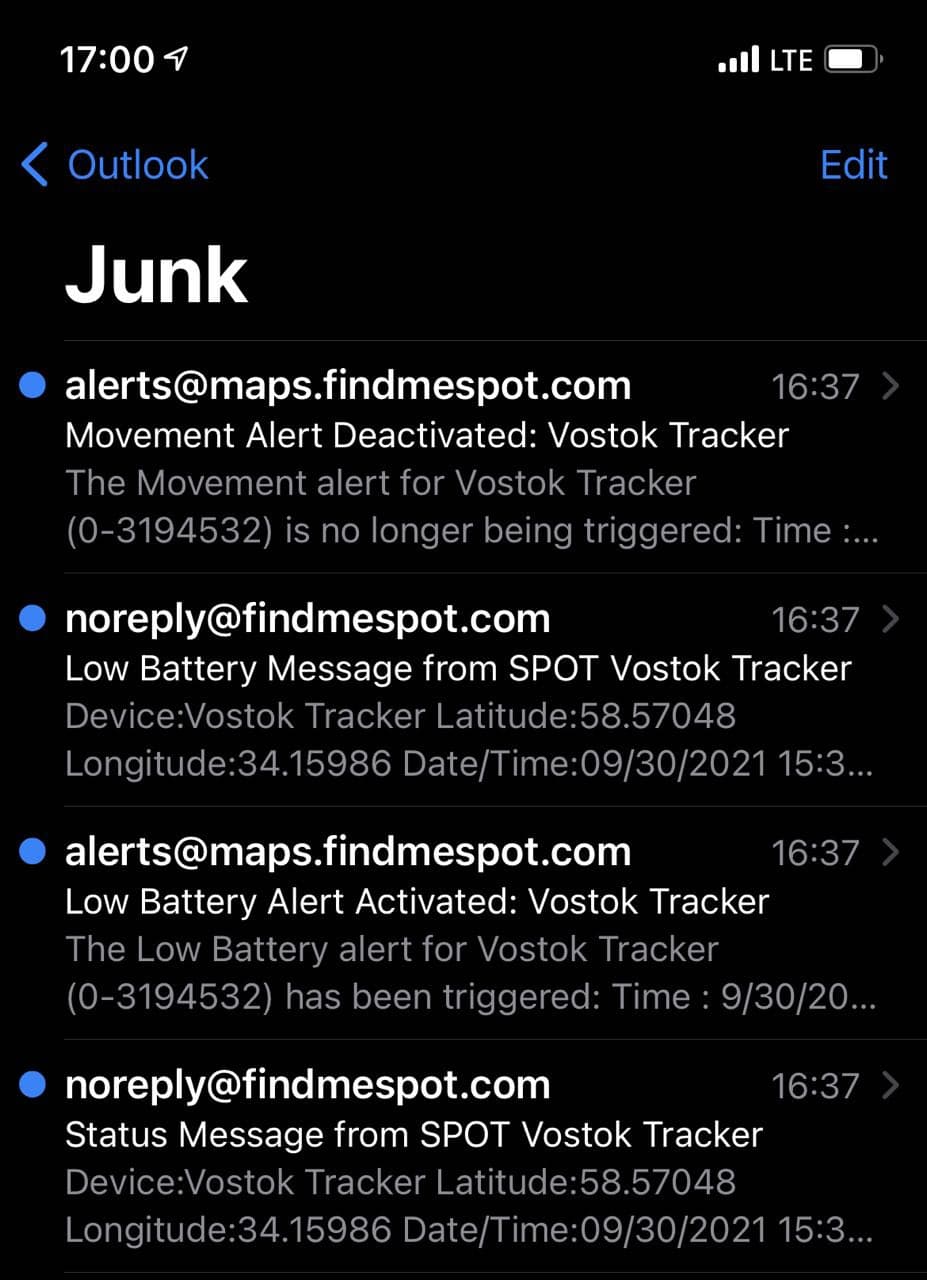 17:00 LTE
Outlook Edit
Junk
alerts@maps.findmespot.com 16:37
Movement Alert Deactivated: Vostok Tracker
The Movement alert for Vostok Tracker
(0-3194532) is no longer being triggered: Time :...
noreply@findmespot.com 16:37
Low Battery Message from SPOT Vostok Tracker
Device:Vostok Tracker Latitude:58.57048
Longitude:34.15986 Date/Time:09/30/2021 15:3...
alerts@maps.findmespot.com 16:37
Low Battery Alert Activated: Vostok Tracker
The Low Battery alert for Vostok Tracker
(0-3194532) has been triggered: Time : 9/30/20...
noreply@findmespot.com 16:37
Status Message from SPOT Vostok Tracker
Device:Vostok Tracker Latitude:58.57048
Longitude:34.15986 Date/Time:09/30/2021 15:3...